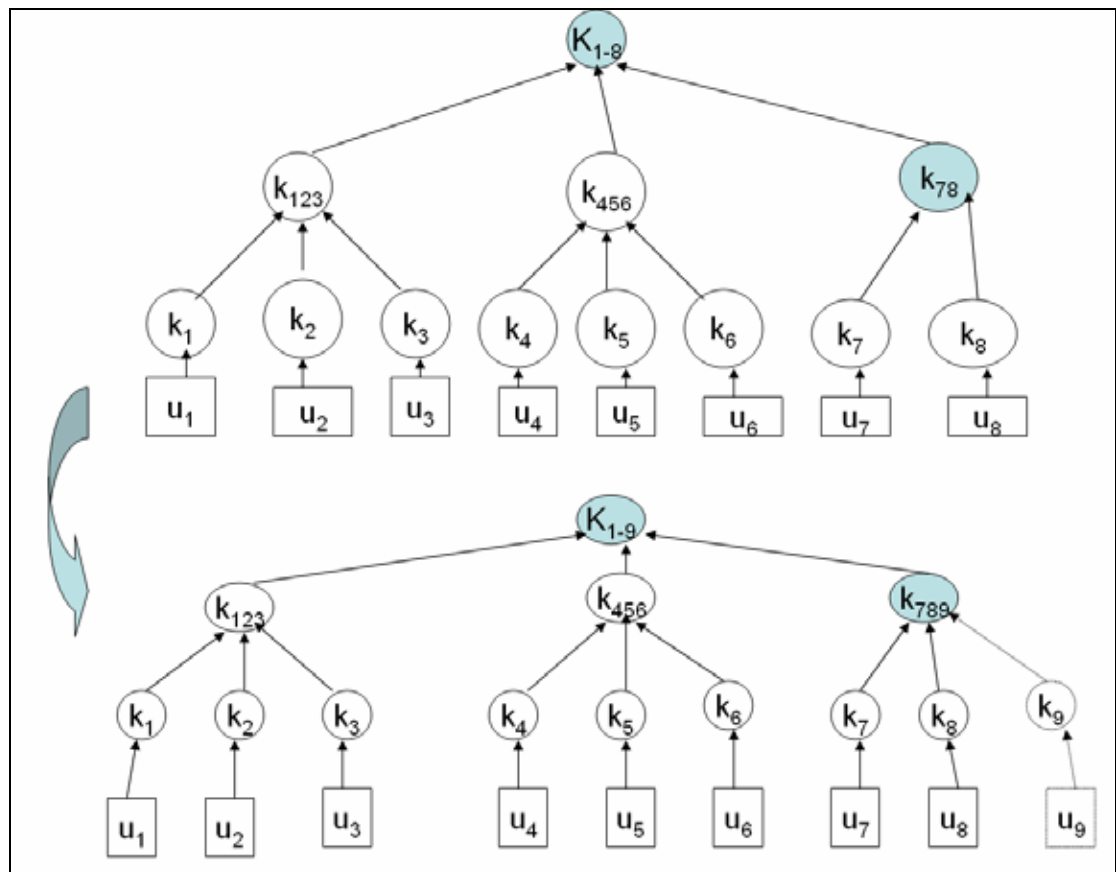 K1-8
k123 k456 k78
k1 k2 k3 k4 k5 k6 k7 k8
u1 u2 u3 u4 u5 u6 u7 u8
K1-9
k123 k456 k789
k1 k2 k3 k4 k5 k6 k7 k8 k9
u1 u2 u3 u4 u5 u6 u7 u8 u9